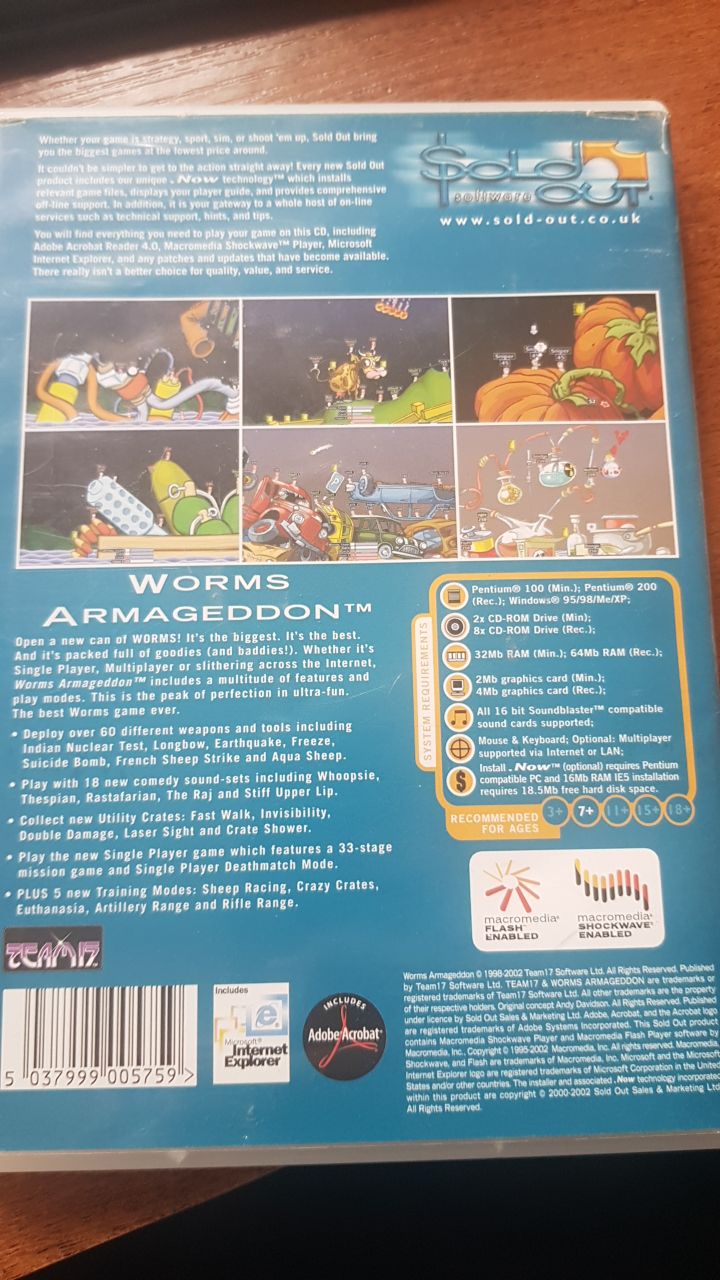 Whether your game is strategy, sport, sim, or shoot 'em up, Sold Out bring
you the biggest games at the lowest price around.
It couldn't be simpler to get to the action straight away! Every new Sold Out
product includes our unique .Now technology™ which installs
relevant game files, displays your player guide, and provides comprehensive
off-line support. In addition, it is your gateway to a whole host of on-line
services such as technical support, hints, and tips.
You will find everything you need to play your game on this CD, including
Adobe Acrobat Reader 4.0, Macromedia Shockwave™ Player, Microsoft
Internet Explorer, and any patches and updates that have become available.
There really isn't a better choice for quality, value, and service.
$OLD
software OUT
www.sold-out.co.uk
Sniper
Sniper
WORMS
ARMAGEDDON™
Open a new can of WORMS! It's the biggest. It's the best.
And it's packed full of goodies (and baddies!). Whether it's
Single Player, Multiplayer or slithering across the Internet,
Worms Armageddon™ includes a multitude of features and
play modes. This is the peak of perfection in ultra-fun.
The best Worms game ever.
• Deploy over 60 different weapons and tools including
Indian Nuclear Test, Longbow, Earthquake, Freeze,
Suicide Bomb, French Sheep Strike and Aqua Sheep.
• Play with 18 new comedy sound-sets including Whoopsie,
Thespian, Rastafarian, The Raj and Stiff Upper Lip.
• Collect new Utility Crates: Fast Walk, Invisibility,
Double Damage, Laser Sight and Crate Shower.
• Play the new Single Player game which features a 33-stage
mission game and Single Player Deathmatch Mode.
• PLUS 5 new Training Modes: Sheep Racing, Crazy Crates,
Euthanasia, Artillery Range and Rifle Range.
SYSTEM REQUIREMENTS
Pentium® 100 (Min.); Pentium® 200
(Rec.); Windows® 95/98/Me/XP;
2x CD-ROM Drive (Min);
8x CD-ROM Drive (Rec.);
32Mb RAM (Min.); 64Mb RAM (Rec.);
2Mb graphics card (Min.);
4Mb graphics card (Rec.);
All 16 bit Soundblaster™ compatible
sound cards supported;
Mouse & Keyboard; Optional: Multiplayer
supported via Internet or LAN;
Install .Now™ (optional) requires Pentium
compatible PC and 16Mb RAM IE5 installation
requires 18.5Mb free hard disk space.
RECOMMENDED
FOR AGES
3+ 7+ 11+ 15+ 18+
macromedia®
FLASH™
ENABLED
macromedia®
SHOCKWAVE®
ENABLED
TEAM17
5 037999 005759 >
Includes
Microsoft®
Internet
Explorer
INCLUDES
Adobe® Acrobat®
Worms Armageddon © 1998-2002 Team17 Software Ltd. All Rights Reserved. Published
by Team 17 Software Ltd. TEAM17 & WORMS ARMAGEDDON are trademarks or
registered trademarks of Team17 Software Ltd. All other trademarks are the property
of their respective holders. Original concept Andy Davidson. All Rights Reserved. Published
under licence by Sold Out Sales & Marketing Ltd. Adobe, Acrobat, and the Acrobat logo
are registered trademarks of Adobe Systems Incorporated. This Sold Out product
contains Macromedia Shockwave Player and Macromedia Flash Player software by
Macromedia, Inc., Copyright © 1995-2002 Macromedia, Inc. All rights reserved. Macromedia,
Shockwave, and Flash are trademarks of Macromedia, Inc. Microsoft and the Microsoft
Internet Explorer logo are registered trademarks of Microsoft Corporation in the United
States and/or other countries. The installer and associated .Now technology incorporated
within this product are copyright © 2000-2002 Sold Out Sales & Marketing Ltd
All Rights Reserved.